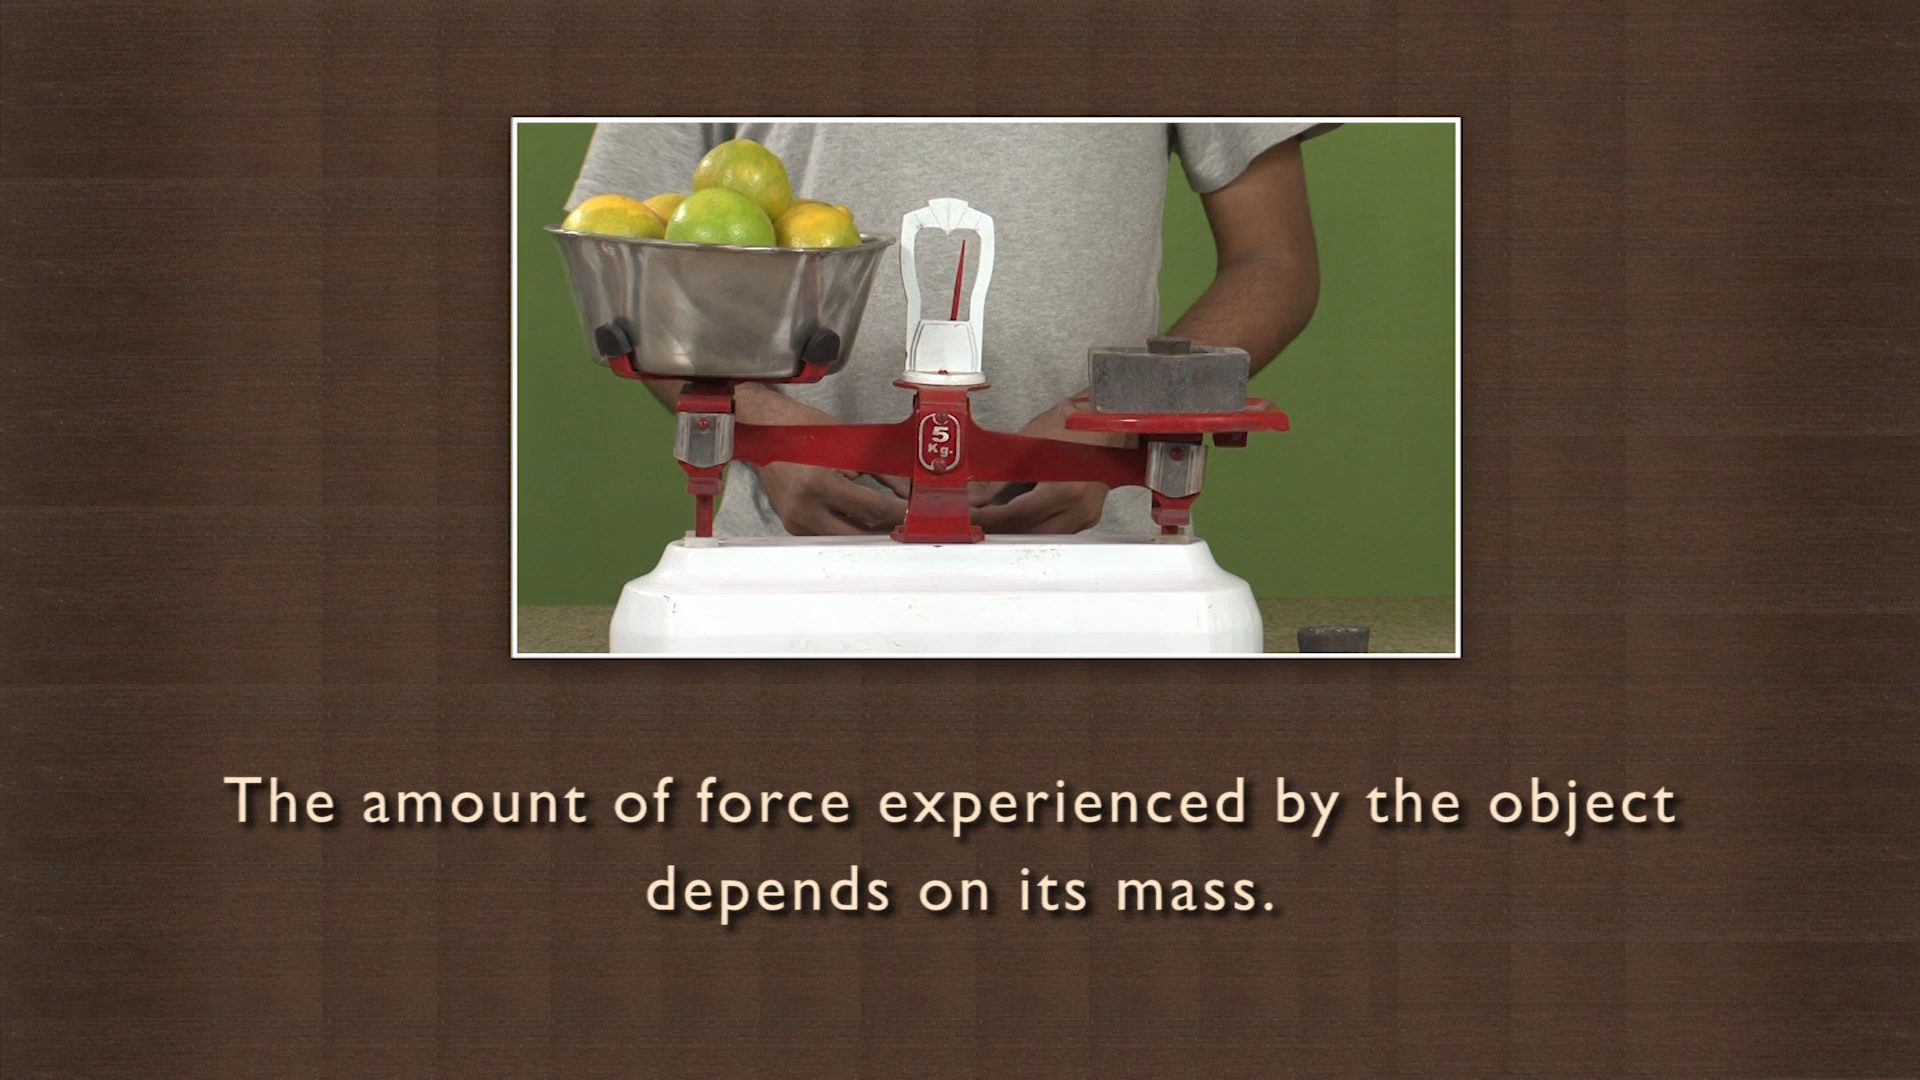 5
Kg.
The amount of force experienced by the object
depends on its mass.